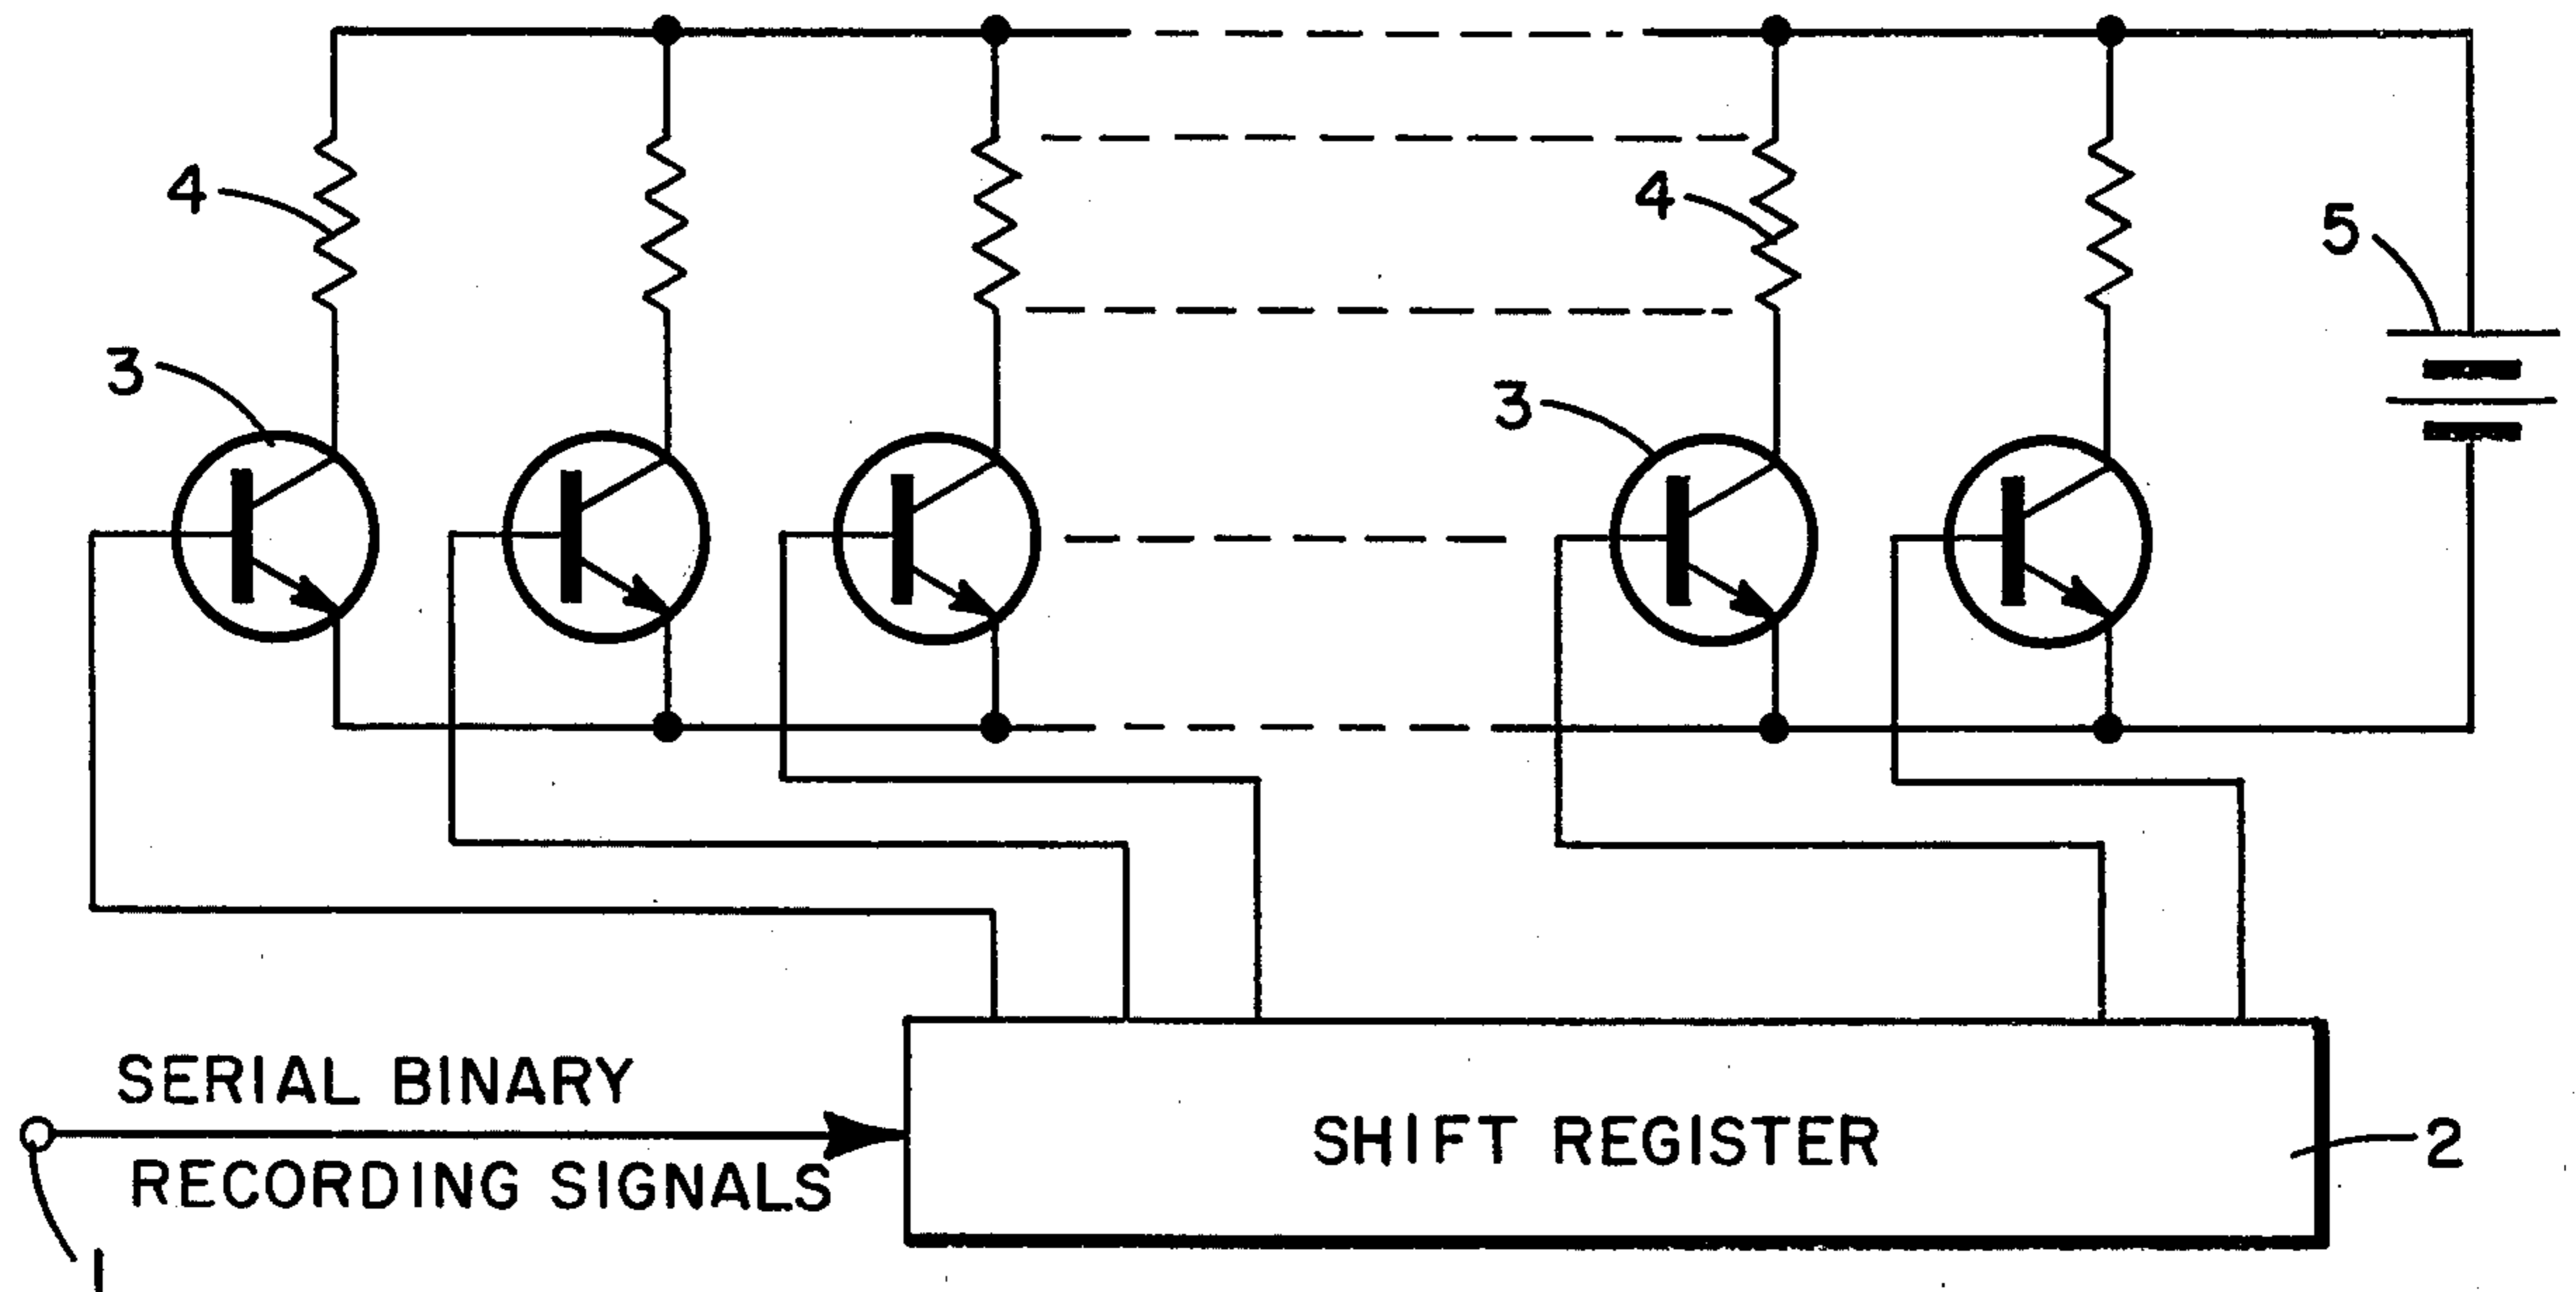 4
4
5
3
3
SERIAL BINARY
SHIFT REGISTER
2
RECORDING SIGNALS
1